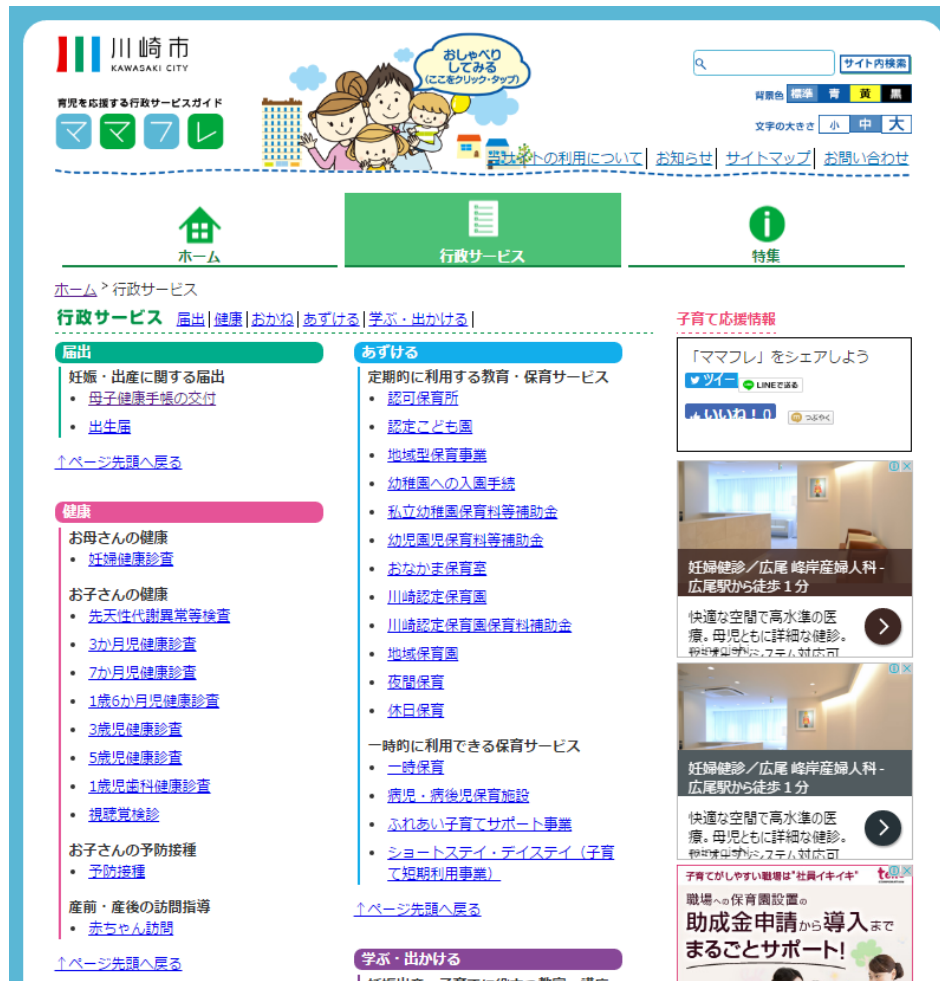 川崎市
KAWASAKI CITY
育児を応援する行政サービスガイド
ママフレ
おしゃべり
してみる
(ここをクリック・タップ)
サイト内検索
背景色 標準 青 黄 黒
文字の大きさ 小 中 大
当サイトの利用について| お知らせ| サイトマップ| お問い合わせ
ホーム
行政サービス
特集
ホーム > 行政サービス
行政サービス 届出|健康|おかね|あずける|学ぶ・出かける|
届出
妊娠・出産に関する届出
• 母子健康手帳の交付
• 出生届
↑ページ先頭へ戻る
健康
お母さんの健康
• 妊婦健康診査
お子さんの健康
• 先天性代謝異常等検査
• 3か月児健康診査
• 7か月児健康診査
• 1歳6か月児健康診査
• 3歳児健康診査
• 5歳児健康診査
• 1歳児歯科健康診査
• 視聴覚検診
お子さんの予防接種
• 予防接種
産前・産後の訪問指導
• 赤ちゃん訪問
↑ページ先頭へ戻る
あずける
定期的に利用する教育・保育サービス
• 認可保育所
• 認定こども園
• 地域型保育事業
• 幼稚園への入園手続
• 私立幼稚園保育料等補助金
• 幼児園児保育料等補助金
• おなかま保育室
• 川崎認定保育園
• 川崎認定保育園保育料補助金
• 地域保育園
• 夜間保育
• 休日保育
一時的に利用できる保育サービス
• 一時保育
• 病児・病後児保育施設
• ふれあい子育てサポート事業
• ショートステイ・デイステイ（子育
て短期利用事業）
↑ページ先頭へ戻る
学ぶ・出かける
子育て応援情報
「ママフレ」をシェアしよう
ツイー
LINEで送る
いいね！ 0
つぶやく
妊婦健診／広尾 峰岸産婦人科 -
広尾駅から徒歩１分
快適な空間で高水準の医
療。母児ともに詳細な健診。
妊婦健診／広尾 峰岸産婦人科 -
広尾駅から徒歩１分
快適な空間で高水準の医
療。母児ともに詳細な健診。
子育てがしやすい職場は"社員イキイキ"
職場への保育園設置の
助成金申請から導入まで
まるごとサポート!